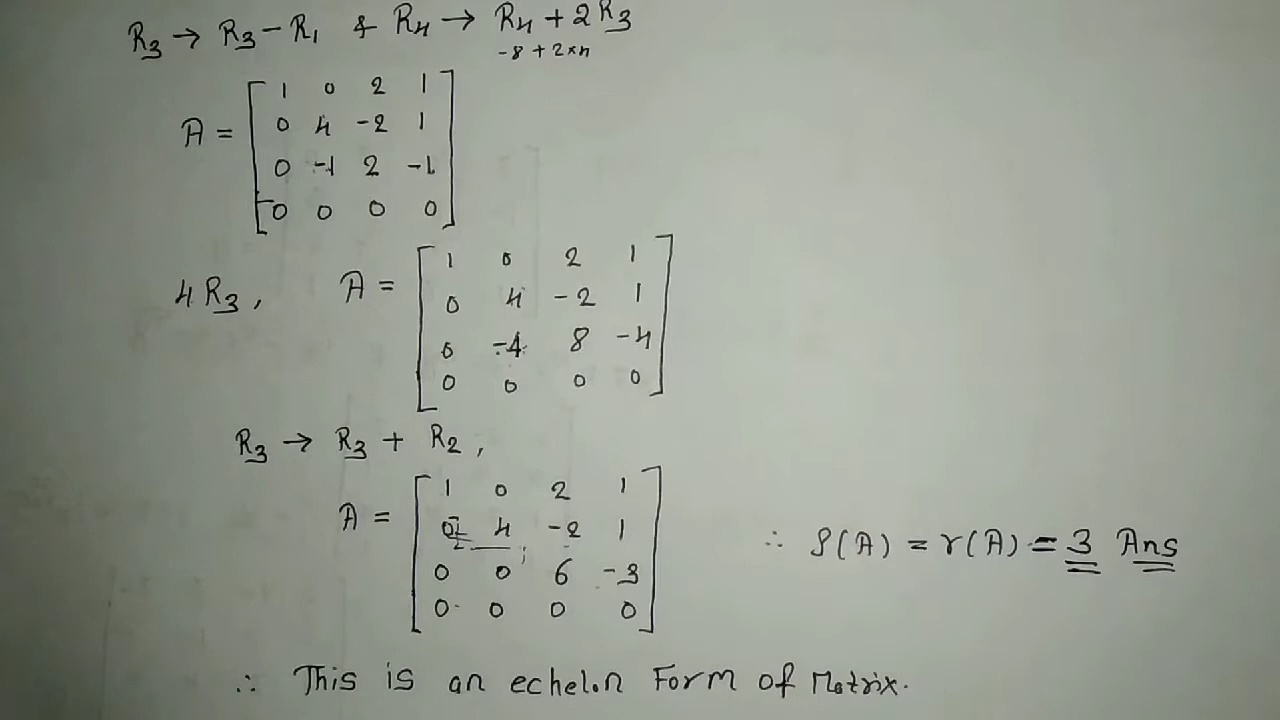 R3 → R3 - R1 & R4 → R4 + 2R3
-8 + 2×4
A = [ 1 0 2 1
0 4 -2 1
0 -1 2 -1
0 0 0 0 ]
4R3, A = [ 1 0 2 1
0 4 -2 1
0 -4 8 -4
0 0 0 0 ]
R3 → R3 + R2,
A = [ 1 0 2 1
0 4 -2 1
0 0 6 -3
0 0 0 0 ]
∴ ρ(A) = r(A) = 3 Ans
∴ This is an echelon Form of Matrix.